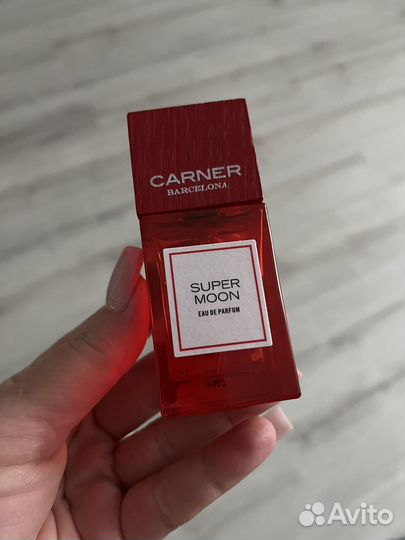 CARNER
BARCELONA
SUPER
MOON
EAU DE PARFUM
Avito